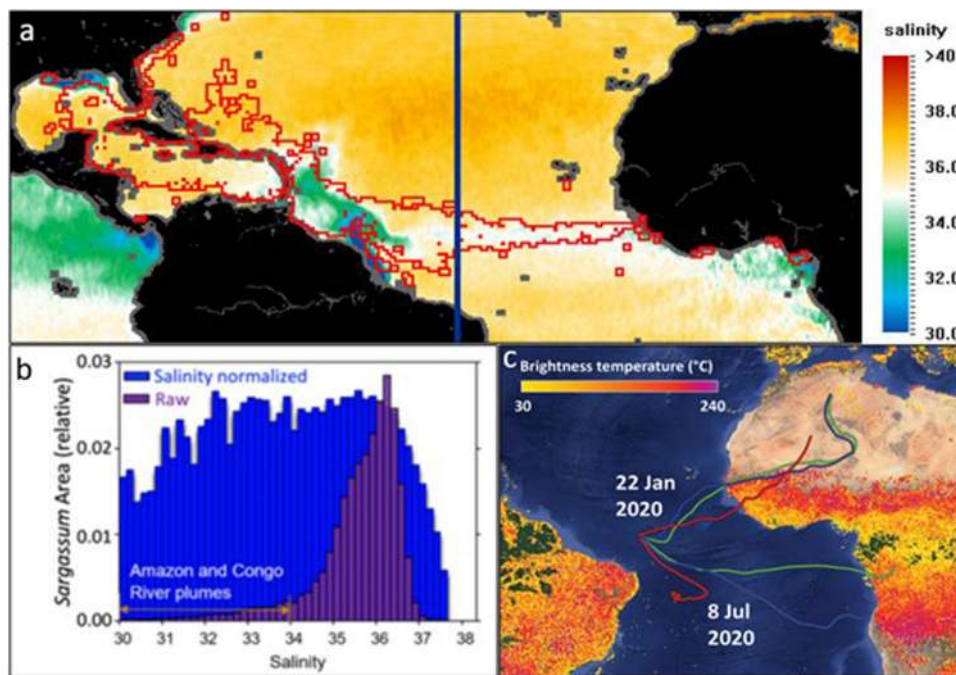 a
salinity
>40
38.0
36.0
34.0
32.0
30.0
b
0.03
0.02
0.01
0.00
Sargassum Area (relative)
Salinity normalized
Raw
Amazon and Congo
River plumes
30 31 32 33 34 35 36 37 38
Salinity
c
Brightness temperature (°C)
30 240
22 Jan
2020
8 Jul
2020